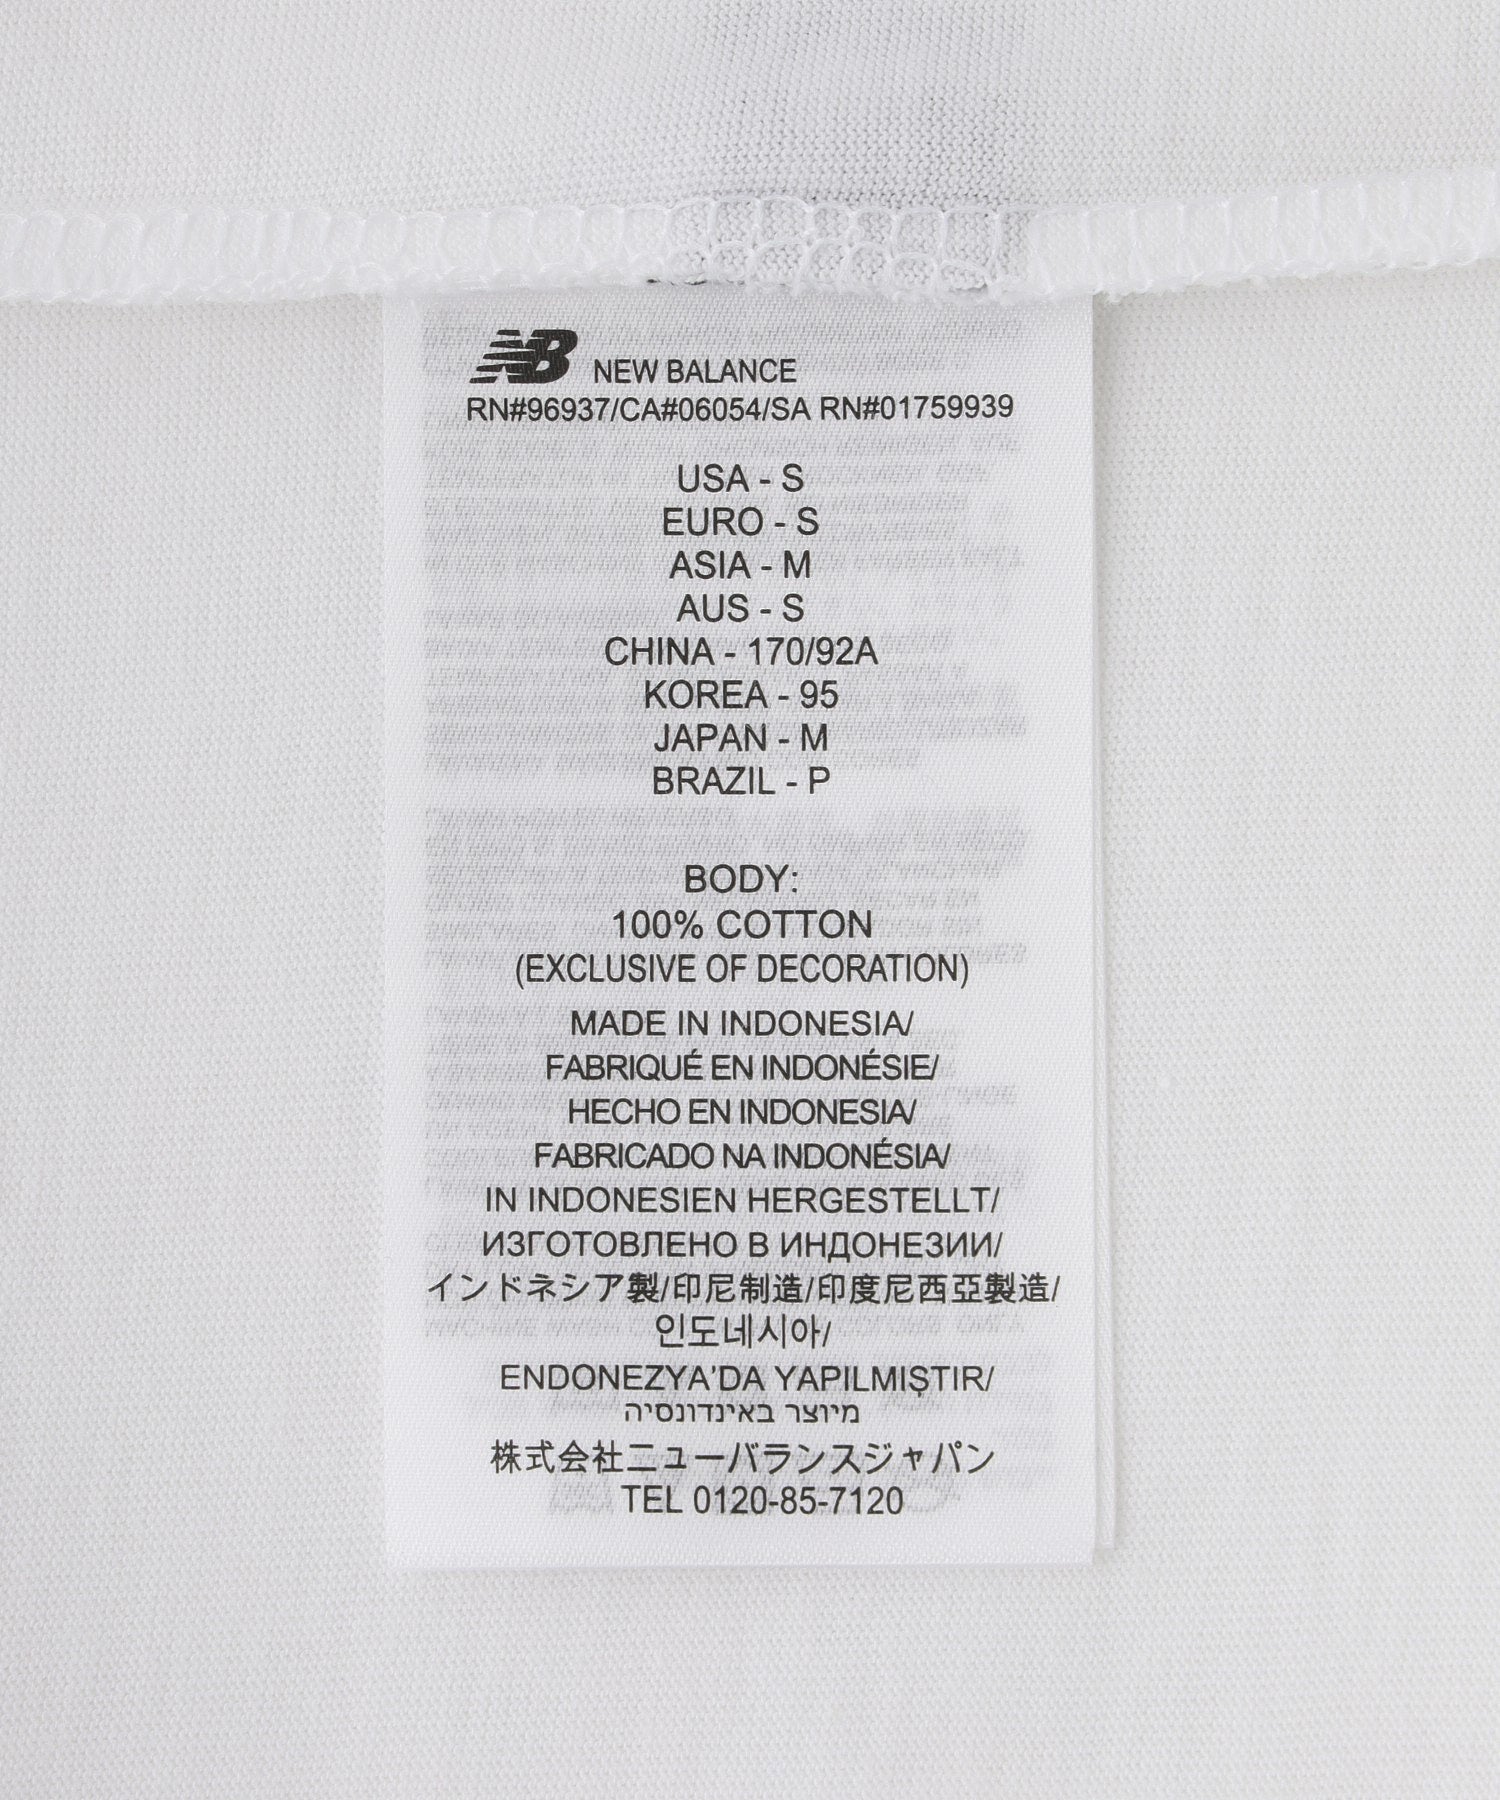 NB NEW BALANCE
RN#96937/CA#06054/SA RN#01759939
USA - S
EURO - S
ASIA - M
AUS - S
CHINA - 170/92A
KOREA - 95
JAPAN - M
BRAZIL - P
BODY:
100% COTTON
(EXCLUSIVE OF DECORATION)
MADE IN INDONESIA/
FABRIQUÉ EN INDONÉSIE/
HECHO EN INDONESIA/
FABRICADO NA INDONÉSIA/
IN INDONESIEN HERGESTELLT/
ИЗГОТОВЛЕНО В ИНДОНЕЗИИ/
インドネシア製/印尼制造/印度尼西亞製造/
인도네시아/
ENDONEZYA'DA YAPILMIŞTIR/
מיוצר באינדונסיה
株式会社ニューバランスジャパン
TEL 0120-85-7120